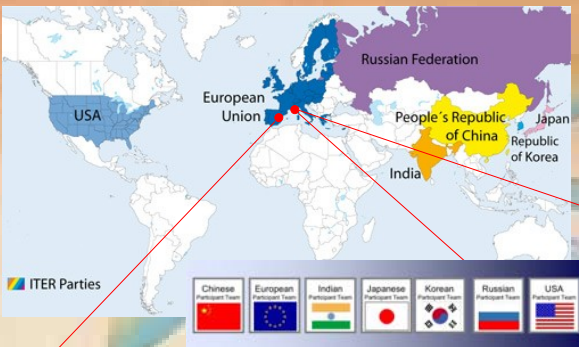 Russian Federation
European
Union
USA
People´s Republic
of China
Japan
Republic
of Korea
India
ITER Parties
Chinese
Participant Team
European
Participant Team
Indian
Participant Team
Japanese
Participant Team
Korean
Participant Team
Russian
Participant Team
USA
Participant Team